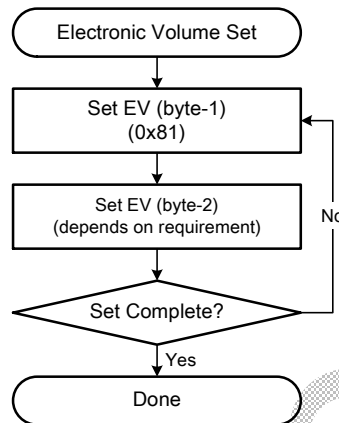 Electronic Volume Set
Set EV (byte-1)
(0x81)
Set EV (byte-2)
(depends on requirement)
No
Set Complete?
Yes
Done